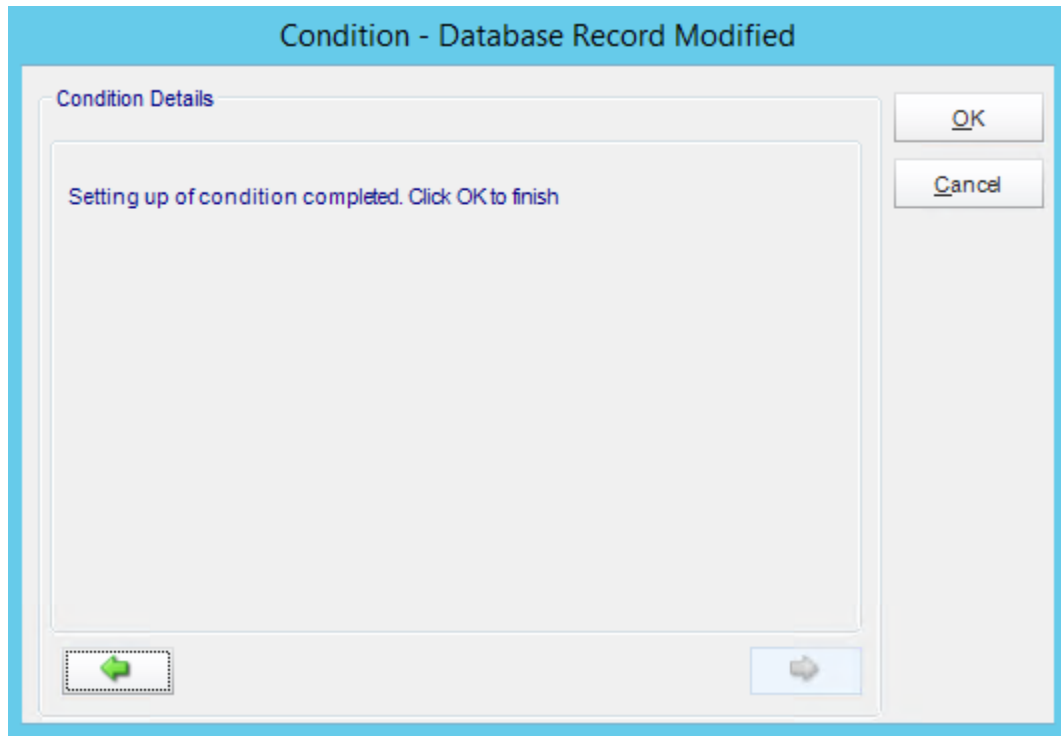 Condition - Database Record Modified
Condition Details
OK
Setting up of condition completed. Click OK to finish
Cancel